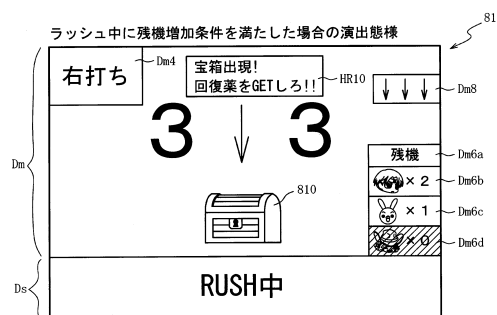 ラッシュ中に残機増加条件を満たした場合の演出態様
81
右打ち
Dm4
宝箱出現!
回復薬をGETしろ!!
HR10
Dm8
3 3
Dm
残機
Dm6a
×2
Dm6b
810
×1
Dm6c
×0
Dm6d
Ds
RUSH中